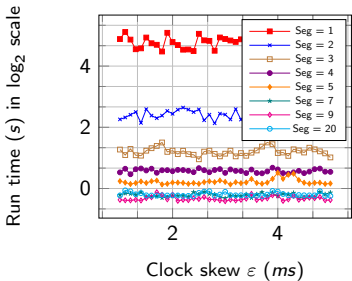 Run time (s) in log₂ scale
4
2
0
2
4
Clock skew ε (ms)
Seg = 1
Seg = 2
Seg = 3
Seg = 4
Seg = 5
Seg = 7
Seg = 9
Seg = 20